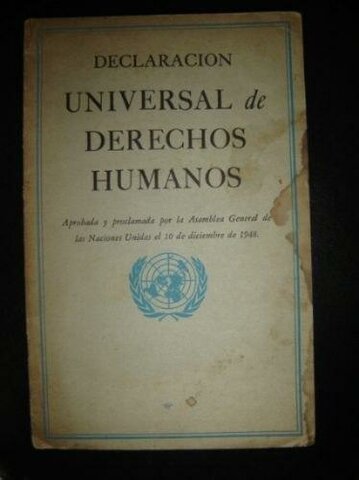 DECLARACION
UNIVERSAL de
DERECHOS
HUMANOS
Aprobada y proclamada por la Asamblea General de
las Naciones Unidas el 10 de diciembre de 1948.